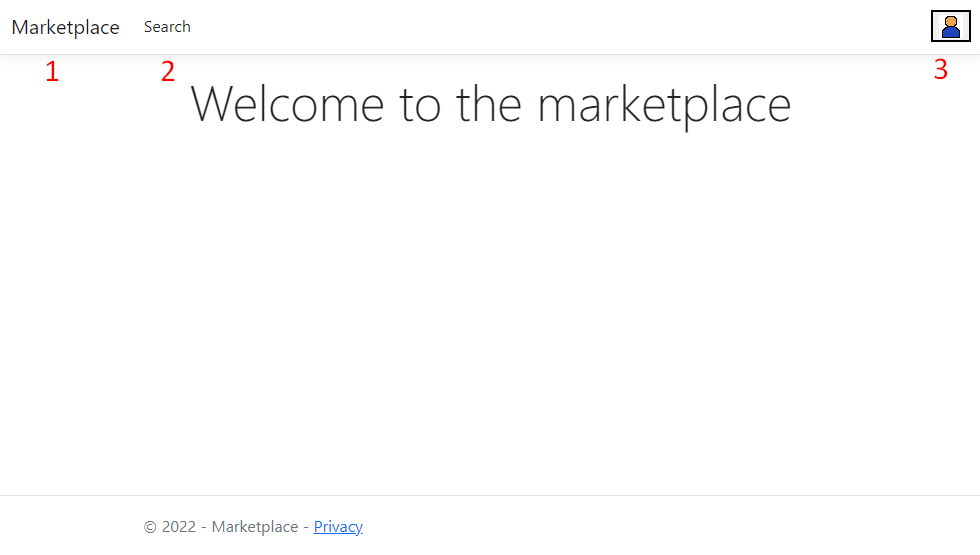 Marketplace Search
1 2 3
Welcome to the marketplace
© 2022 - Marketplace - Privacy